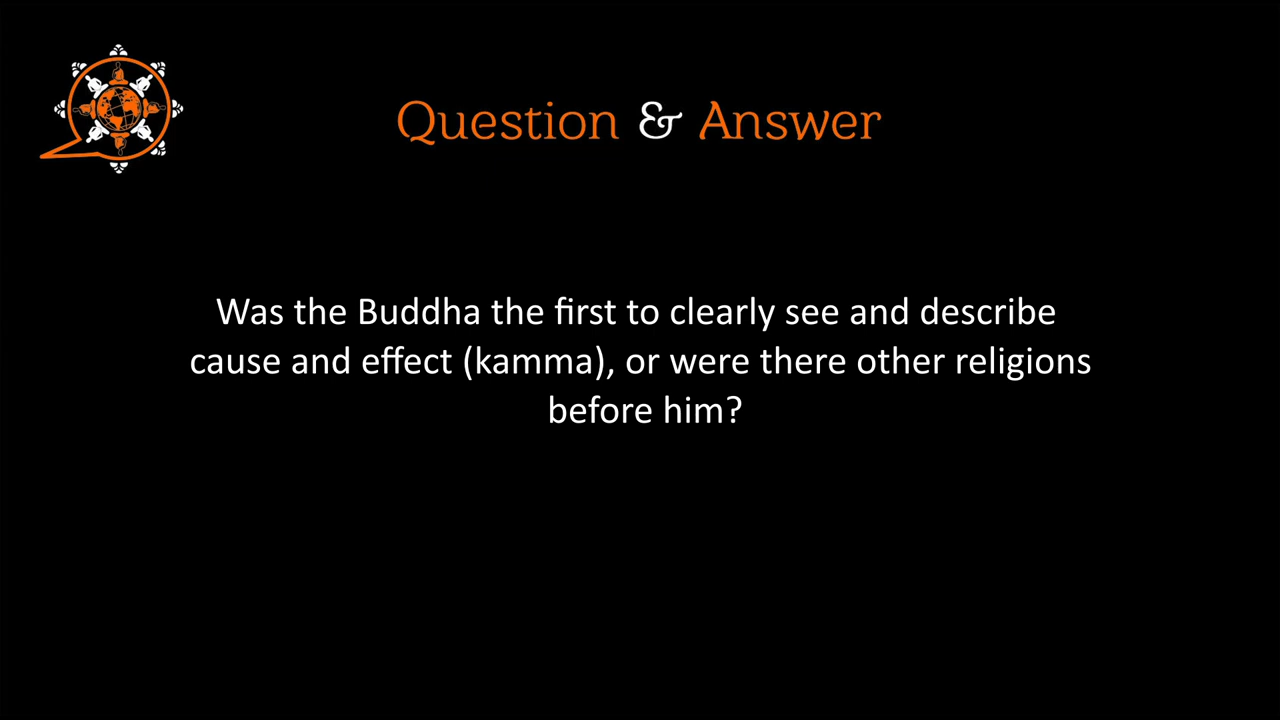 Question & Answer
Was the Buddha the first to clearly see and describe
cause and effect (kamma), or were there other religions
before him?